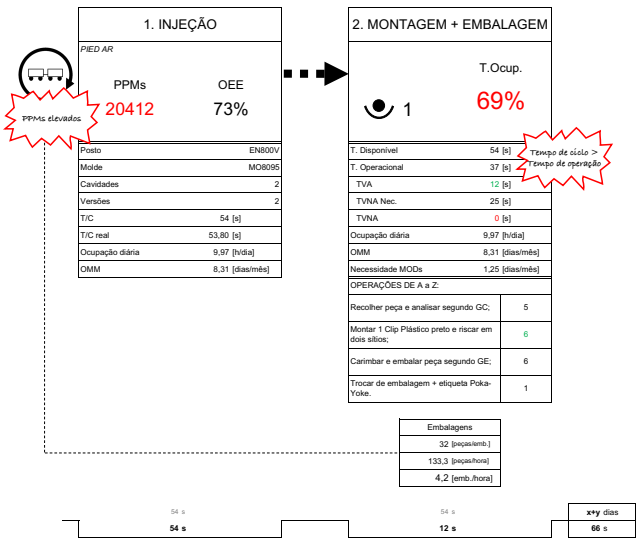 1. INJEÇÃO
PIED AR
PPMs OEE
20412 73%
PPMs elevados
Posto EN800V
Molde MO8095
Cavidades 2
Versões 2
T/C 54 [s]
T/C real 53,80 [s]
Ocupação diária 9,97 [h/dia]
OMM 8,31 [dias/mês]
2. MONTAGEM + EMBALAGEM
T.Ocup.
1 69%
Tempo de ciclo >
Tempo de operação
T. Disponível 54 [s]
T. Operacional 37 [s]
TVA 12 [s]
TVNA Nec. 25 [s]
TVNA 0 [s]
Ocupação diária 9,97 [h/dia]
OMM 8,31 [dias/mês]
Necessidade MODs 1,25 [dias/mês]
OPERAÇÕES DE A a Z:
Recolher peça e analisar segundo GC; 5
Montar 1 Clip Plástico preto e riscar em
dois sítios; 6
Carimbar e embalar peça segundo GE; 6
Trocar de embalagem + etiqueta Poka-
Yoke. 1
Embalagens
32 [peças/emb.]
133,3 [peças/hora]
4,2 [emb./hora]
54 s 54 s x+y dias
54 s 12 s 66 s